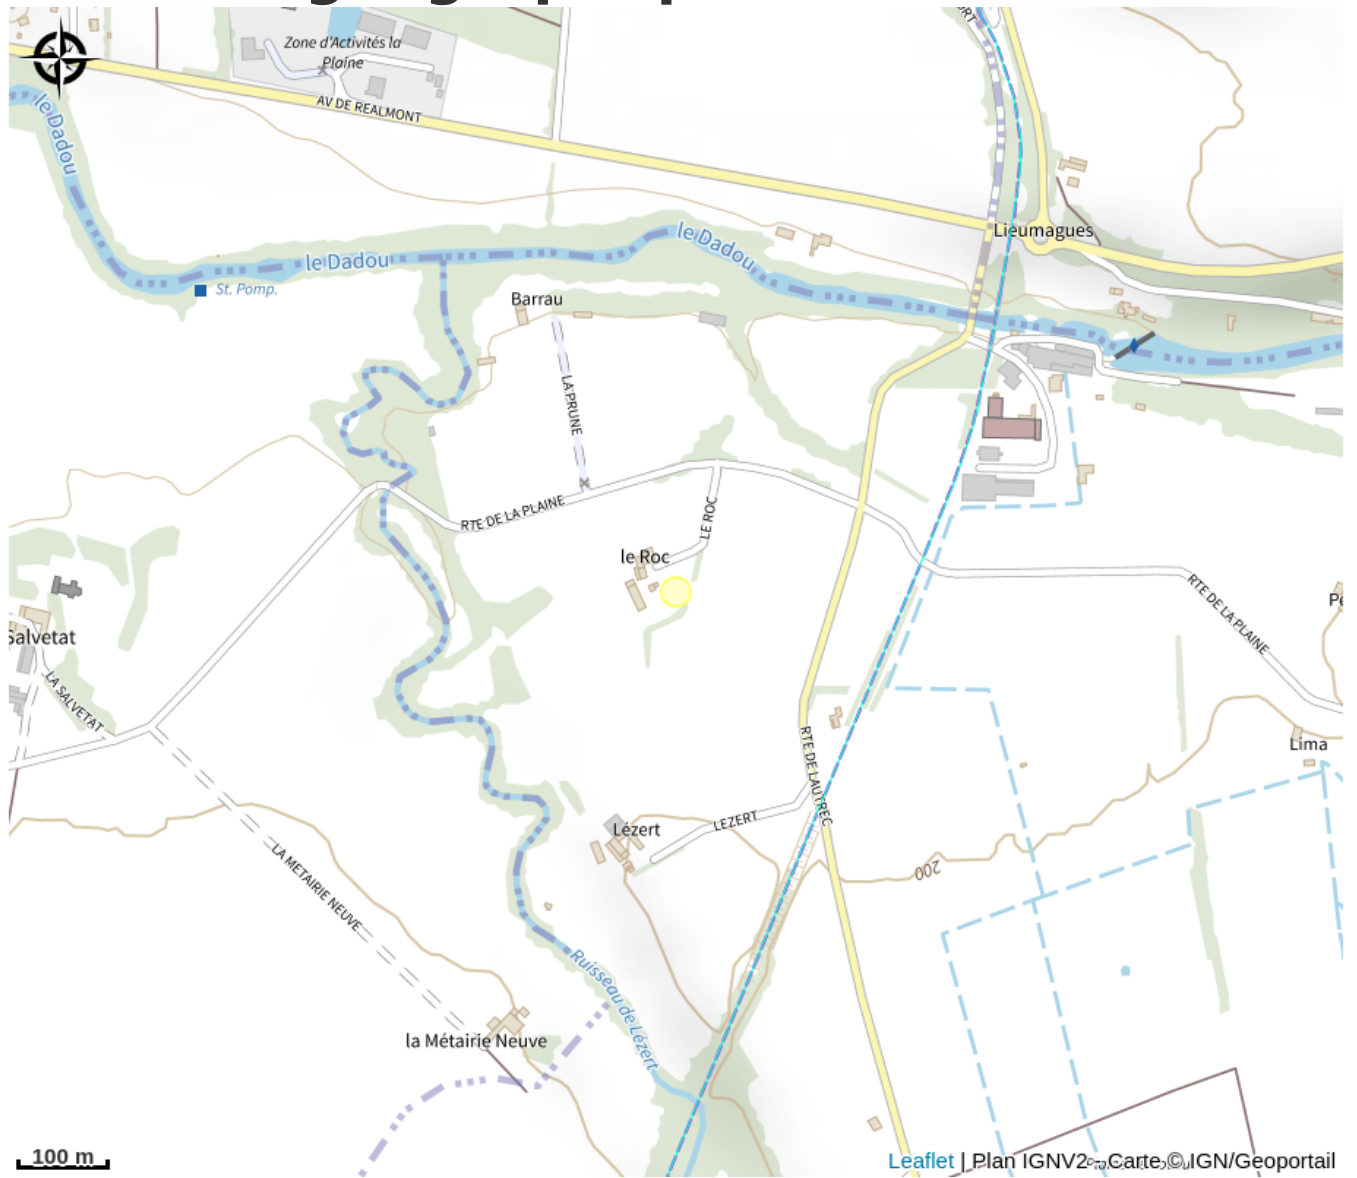 Zone d'Activités la
Plaine
AV DE REALMONT
le Dadou
le Dadou
le Dadou
Lieumagues
St. Pomp.
Barrau
LA PRUNE
RTE DE LA PLAINE
LE ROC
le Roc
RTE DE LA PLAINE
Salvetat
LA SALVETAT
RTE DE LAUTREC
Lima
Lézert
LEZERT
200
LA METAIRIE NEUVE
Ruisseau de Lézert
la Métairie Neuve
100 m
Leaflet | Plan IGNV2 - Carte © IGN/Geoportail